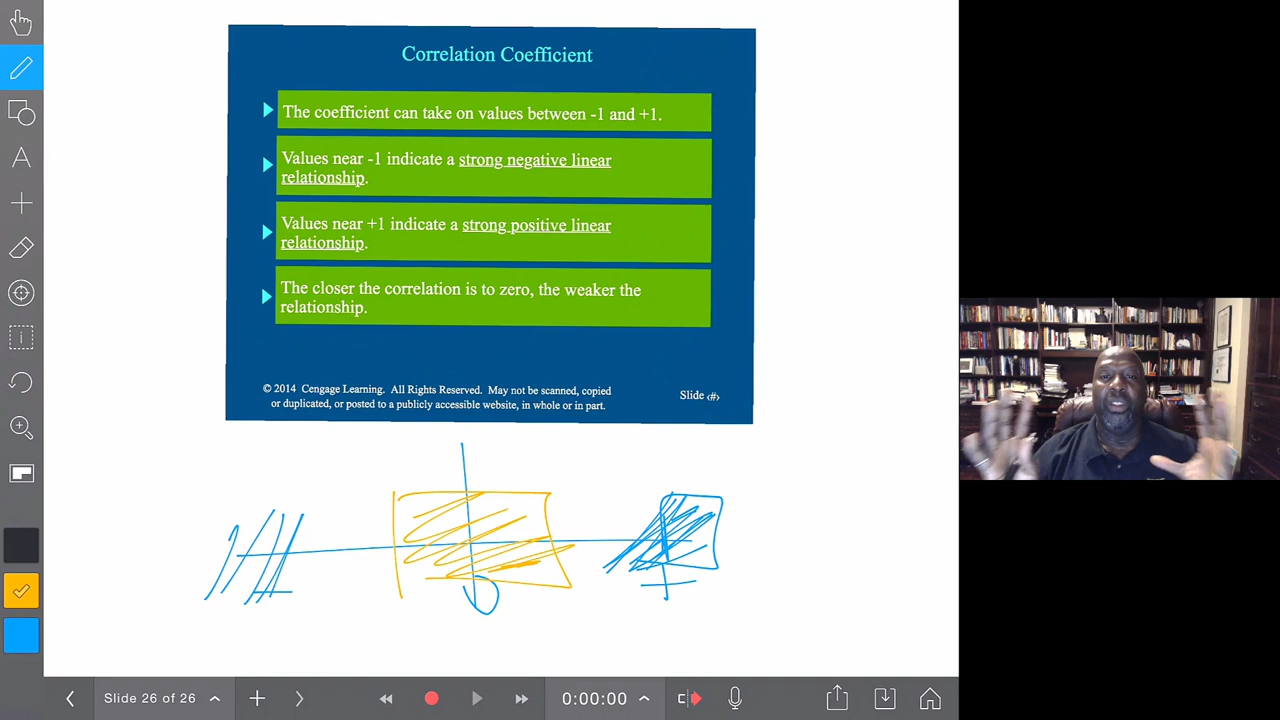 Correlation Coefficient
The coefficient can take on values between -1 and +1.
Values near -1 indicate a strong negative linear
relationship.
Values near +1 indicate a strong positive linear
relationship.
The closer the correlation is to zero, the weaker the
relationship.
© 2014 Cengage Learning. All Rights Reserved. May not be scanned, copied
or duplicated, or posted to a publicly accessible website, in whole or in part.
Slide ‹#›
Slide 26 of 26
0:00:00